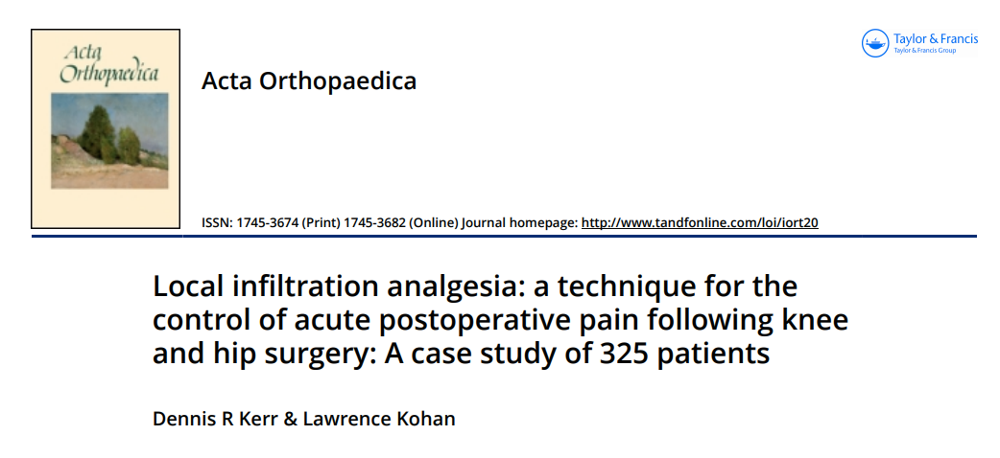 Acta
Orthopaedica
Taylor & Francis
Taylor & Francis Group
Acta Orthopaedica
ISSN: 1745-3674 (Print) 1745-3682 (Online) Journal homepage: http://www.tandfonline.com/loi/iort20
Local infiltration analgesia: a technique for the
control of acute postoperative pain following knee
and hip surgery: A case study of 325 patients
Dennis R Kerr & Lawrence Kohan